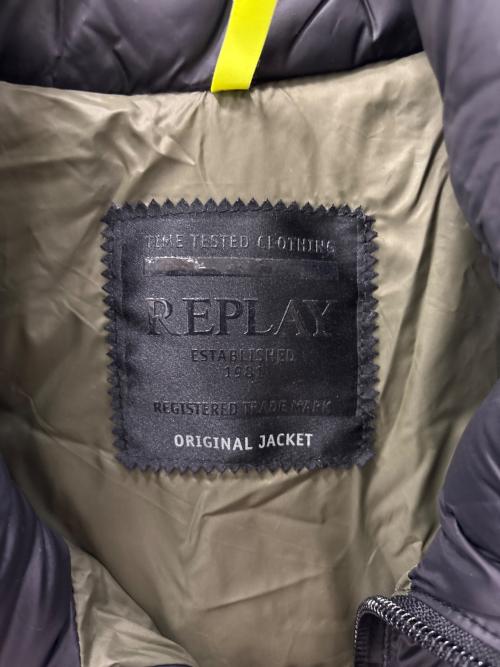 TIME TESTED CLOTHING
REPLAY
ESTABLISHED
1981
REGISTERED TRADE MARK
ORIGINAL JACKET